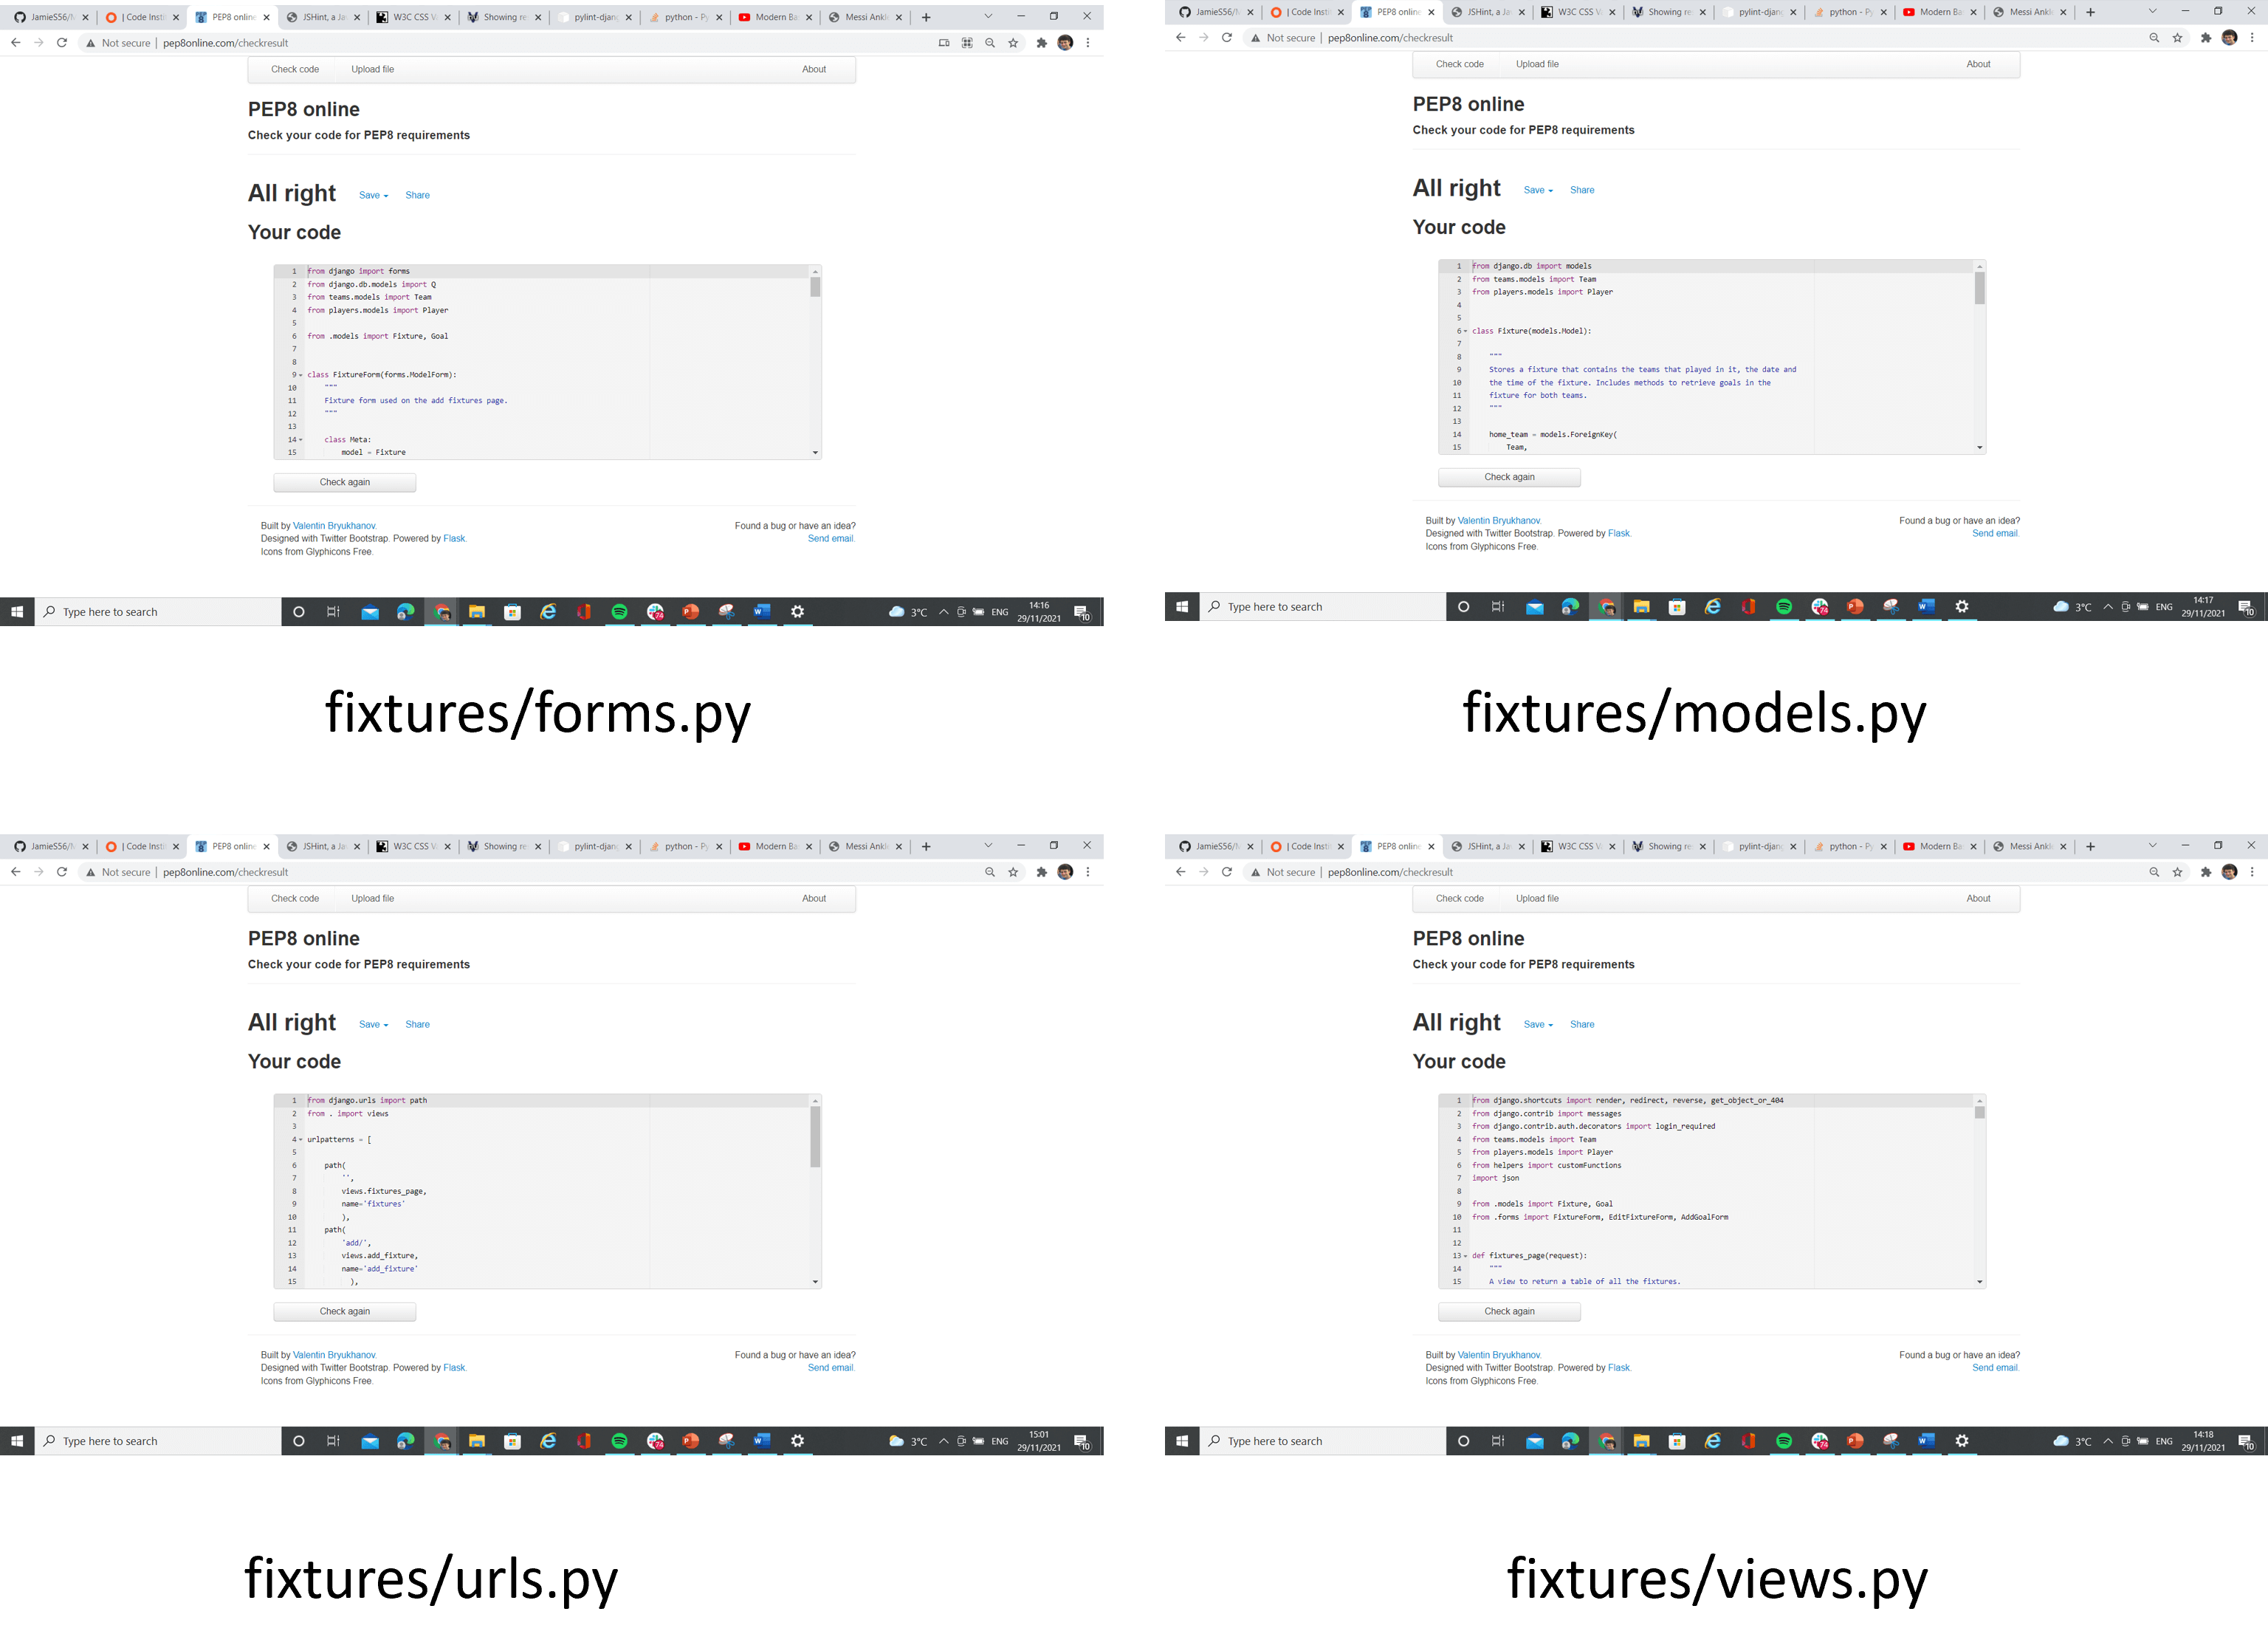 JamieS56/M
| Code Insti
PEP8 online
JSHint, a Ja
W3C CSS Va
Showing re
pylint-djan
python - Py
Modern Ba
Messi Ankl
Not secure | pep8online.com/checkresult
Check code Upload file About
PEP8 online
Check your code for PEP8 requirements
All right Save Share
Your code
1 from django import forms
2 from django.db.models import Q
3 from teams.models import Team
4 from players.models import Player
5
6 from .models import Fixture, Goal
7
8
9 class FixtureForm(forms.ModelForm):
10 """
11 Fixture form used on the add fixtures page.
12 """
13
14 class Meta:
15 model = Fixture
Check again
Built by Valentin Bryukhanov. Found a bug or have an idea?
Designed with Twitter Bootstrap. Powered by Flask. Send email.
Icons from Glyphicons Free.
Type here to search 74 3°C ENG 14:16 10
29/11/2021
fixtures/forms.py
JamieS56/M
| Code Insti
PEP8 online
JSHint, a Ja
W3C CSS Va
Showing re
pylint-djan
python - Py
Modern Ba
Messi Ankl
Not secure | pep8online.com/checkresult
Check code Upload file About
PEP8 online
Check your code for PEP8 requirements
All right Save Share
Your code
1 from django.db import models
2 from teams.models import Team
3 from players.models import Player
4
5
6 class Fixture(models.Model):
7
8 """
9 Stores a fixture that contains the teams that played in it, the date and
10 the time of the fixture. Includes methods to retrieve goals in the
11 fixture for both teams.
12 """
13
14 home_team = models.ForeignKey(
15 Team,
Check again
Built by Valentin Bryukhanov. Found a bug or have an idea?
Designed with Twitter Bootstrap. Powered by Flask. Send email.
Icons from Glyphicons Free.
Type here to search 74 3°C ENG 14:17 10
29/11/2021
fixtures/models.py
JamieS56/M
| Code Insti
PEP8 online
JSHint, a Ja
W3C CSS Va
Showing re
pylint-djan
python - Py
Modern Ba
Messi Ankl
Not secure | pep8online.com/checkresult
Check code Upload file About
PEP8 online
Check your code for PEP8 requirements
All right Save Share
Your code
1 from django.urls import path
2 from . import views
3
4 urlpatterns = [
5
6 path(
7 '',
8 views.fixtures_page,
9 name='fixtures'
10 ),
11 path(
12 'add/',
13 views.add_fixture,
14 name='add_fixture'
15 ),
Check again
Built by Valentin Bryukhanov. Found a bug or have an idea?
Designed with Twitter Bootstrap. Powered by Flask. Send email.
Icons from Glyphicons Free.
Type here to search 74 3°C ENG 15:01 10
29/11/2021
fixtures/urls.py
JamieS56/M
| Code Insti
PEP8 online
JSHint, a Ja
W3C CSS Va
Showing re
pylint-djan
python - Py
Modern Ba
Messi Ankl
Not secure | pep8online.com/checkresult
Check code Upload file About
PEP8 online
Check your code for PEP8 requirements
All right Save Share
Your code
1 from django.shortcuts import render, redirect, reverse, get_object_or_404
2 from django.contrib import messages
3 from django.contrib.auth.decorators import login_required
4 from teams.models import Team
5 from players.models import Player
6 from helpers import customFunctions
7 import json
8
9 from .models import Fixture, Goal
10 from .forms import FixtureForm, EditFixtureForm, AddGoalForm
11
12
13 def fixtures_page(request):
14 """
15 A view to return a table of all the fixtures.
Check again
Built by Valentin Bryukhanov. Found a bug or have an idea?
Designed with Twitter Bootstrap. Powered by Flask. Send email.
Icons from Glyphicons Free.
Type here to search 74 3°C ENG 14:18 10
29/11/2021
fixtures/views.py